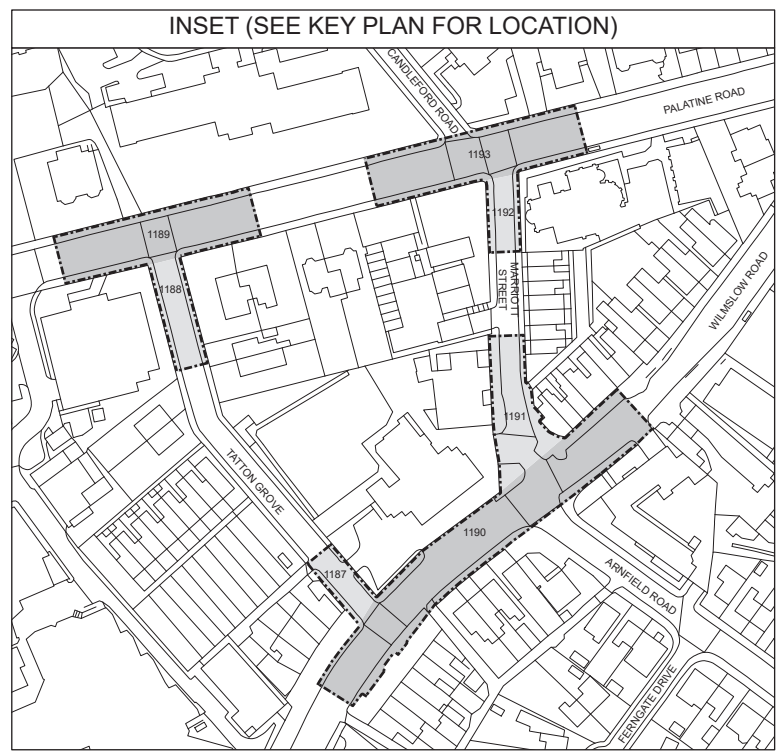 INSET (SEE KEY PLAN FOR LOCATION)
CANDLEFORD ROAD
PALATINE ROAD
1193
1192
1189
1188
MARRIOTT
STREET
WILMSLOW ROAD
1191
TATTON GROVE
1190
1187
ARNFIELD ROAD
FERNGATE DRIVE